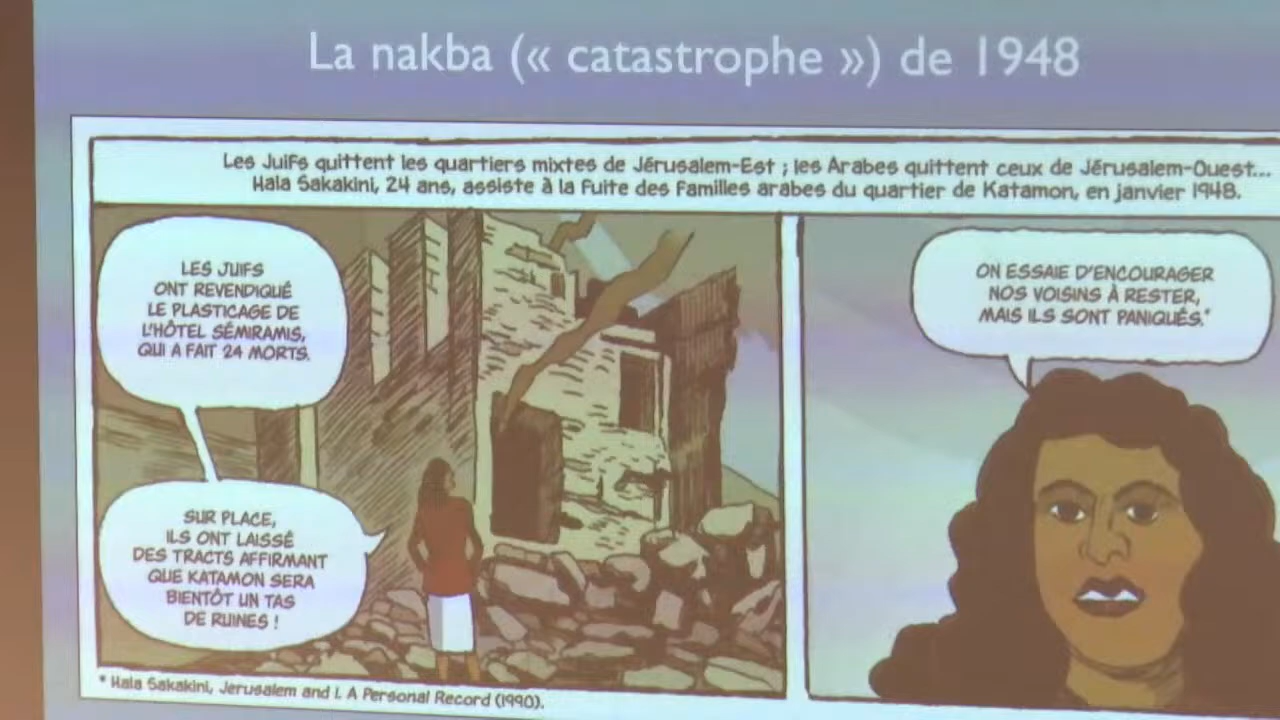 La nakba (« catastrophe ») de 1948
Les Juifs quittent les quartiers mixtes de Jérusalem-Est ; les Arabes quittent ceux de Jérusalem-Ouest...
Hala Sakakini, 24 ans, assiste à la fuite des familles arabes du quartier de Katamon, en janvier 1948.
LES JUIFS
ONT REVENDIQUÉ
LE PLASTICAGE DE
L'HÔTEL SÉMIRAMIS,
QUI A FAIT 24 MORTS.
SUR PLACE,
ILS ONT LAISSÉ
DES TRACTS AFFIRMANT
QUE KATAMON SERA
BIENTÔT UN TAS
DE RUINES !
ON ESSAIE D'ENCOURAGER
NOS VOISINS À RESTER,
MAIS ILS SONT PANIQUÉS.*
* Hala Sakakini, Jerusalem and I. A Personal Record (1990).